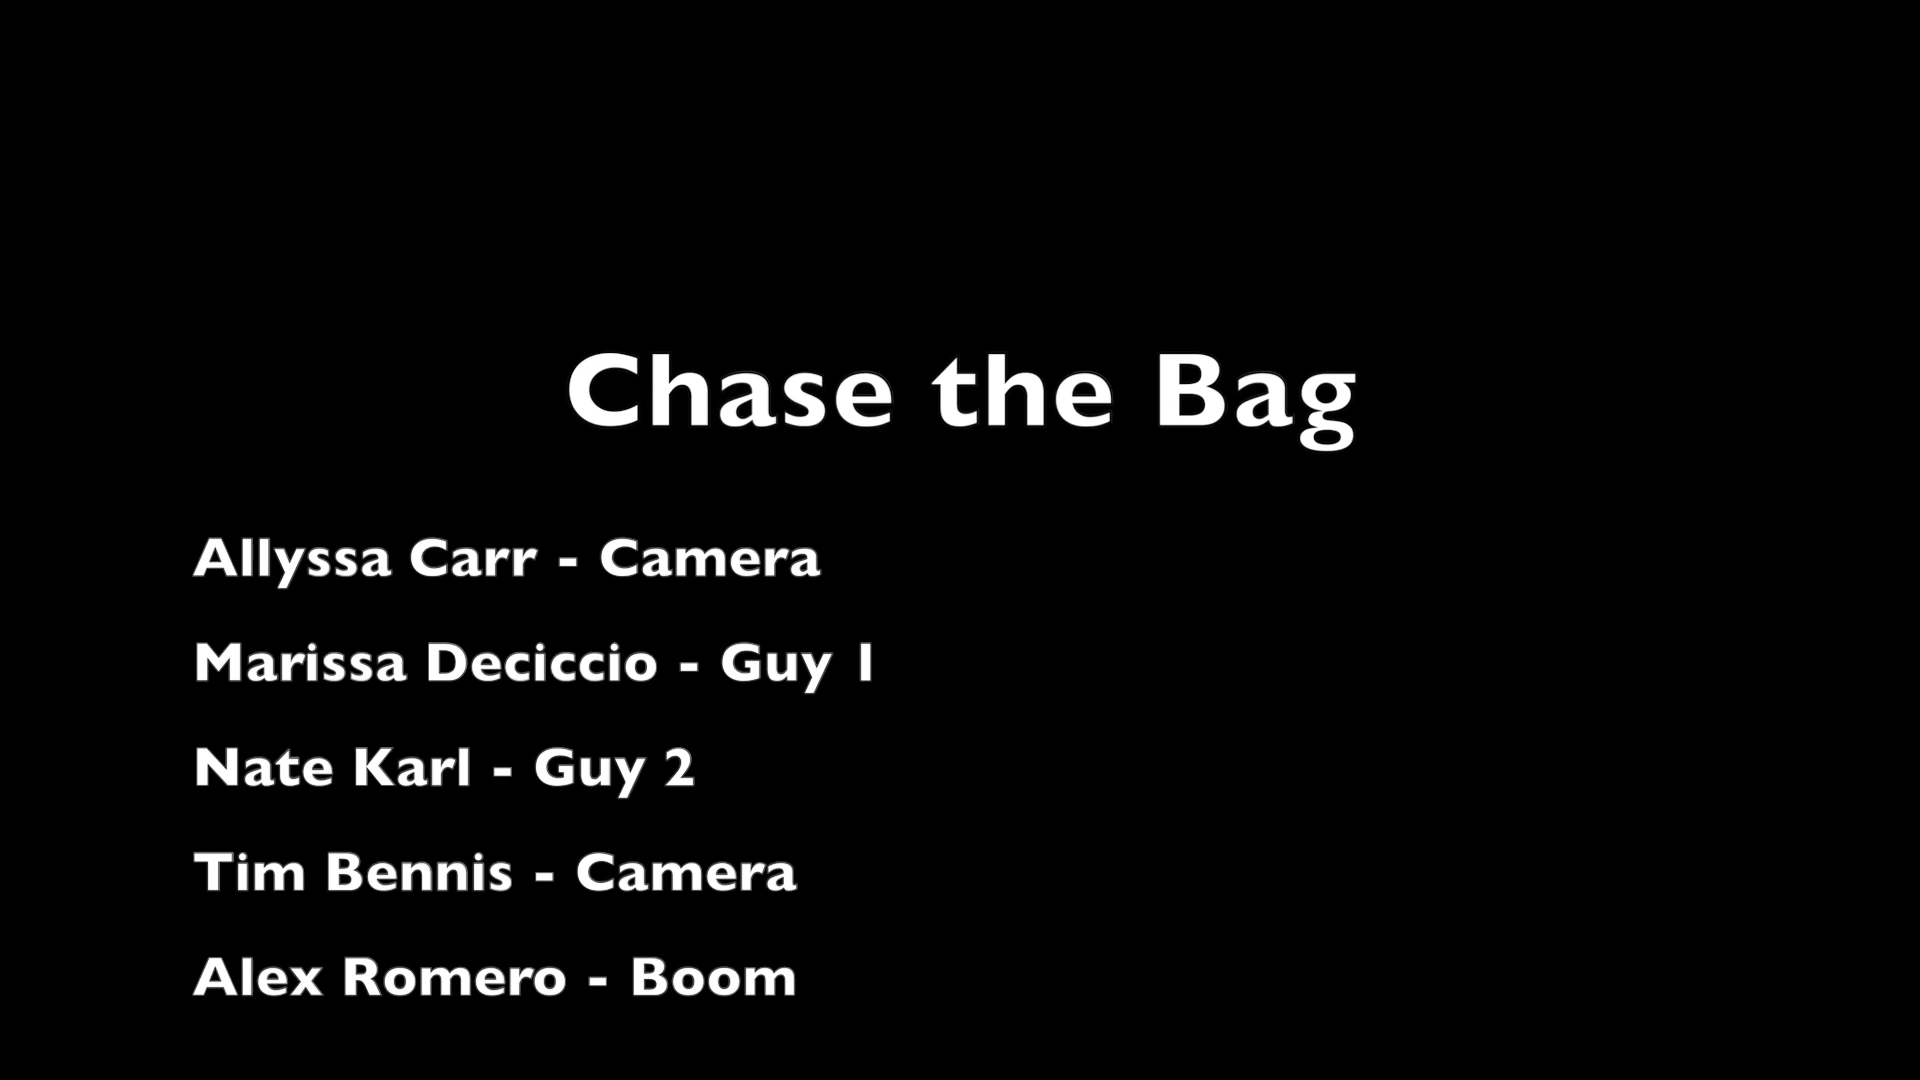 Chase the Bag
Allyssa Carr - Camera
Marissa Deciccio - Guy 1
Nate Karl - Guy 2
Tim Bennis - Camera
Alex Romero - Boom